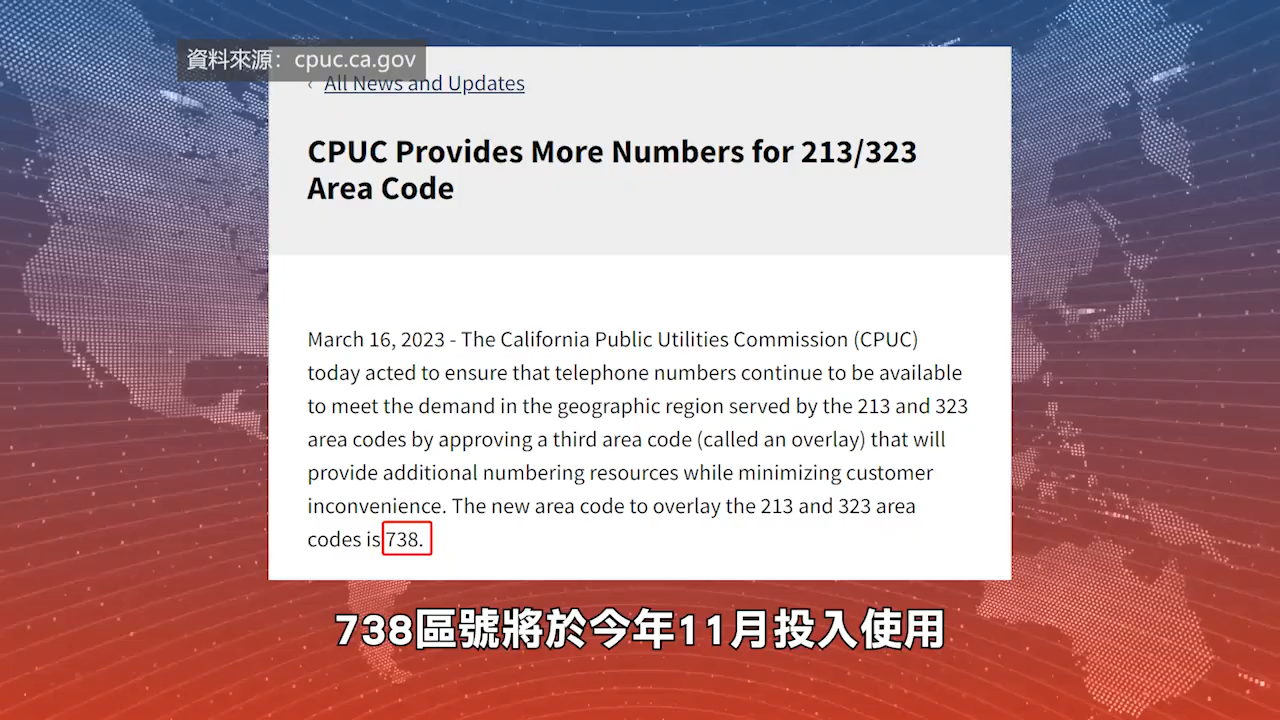 資料來源：cpuc.ca.gov
‹ All News and Updates
CPUC Provides More Numbers for 213/323
Area Code
March 16, 2023 - The California Public Utilities Commission (CPUC)
today acted to ensure that telephone numbers continue to be available
to meet the demand in the geographic region served by the 213 and 323
area codes by approving a third area code (called an overlay) that will
provide additional numbering resources while minimizing customer
inconvenience. The new area code to overlay the 213 and 323 area
codes is 738.
738區號將於今年11月投入使用